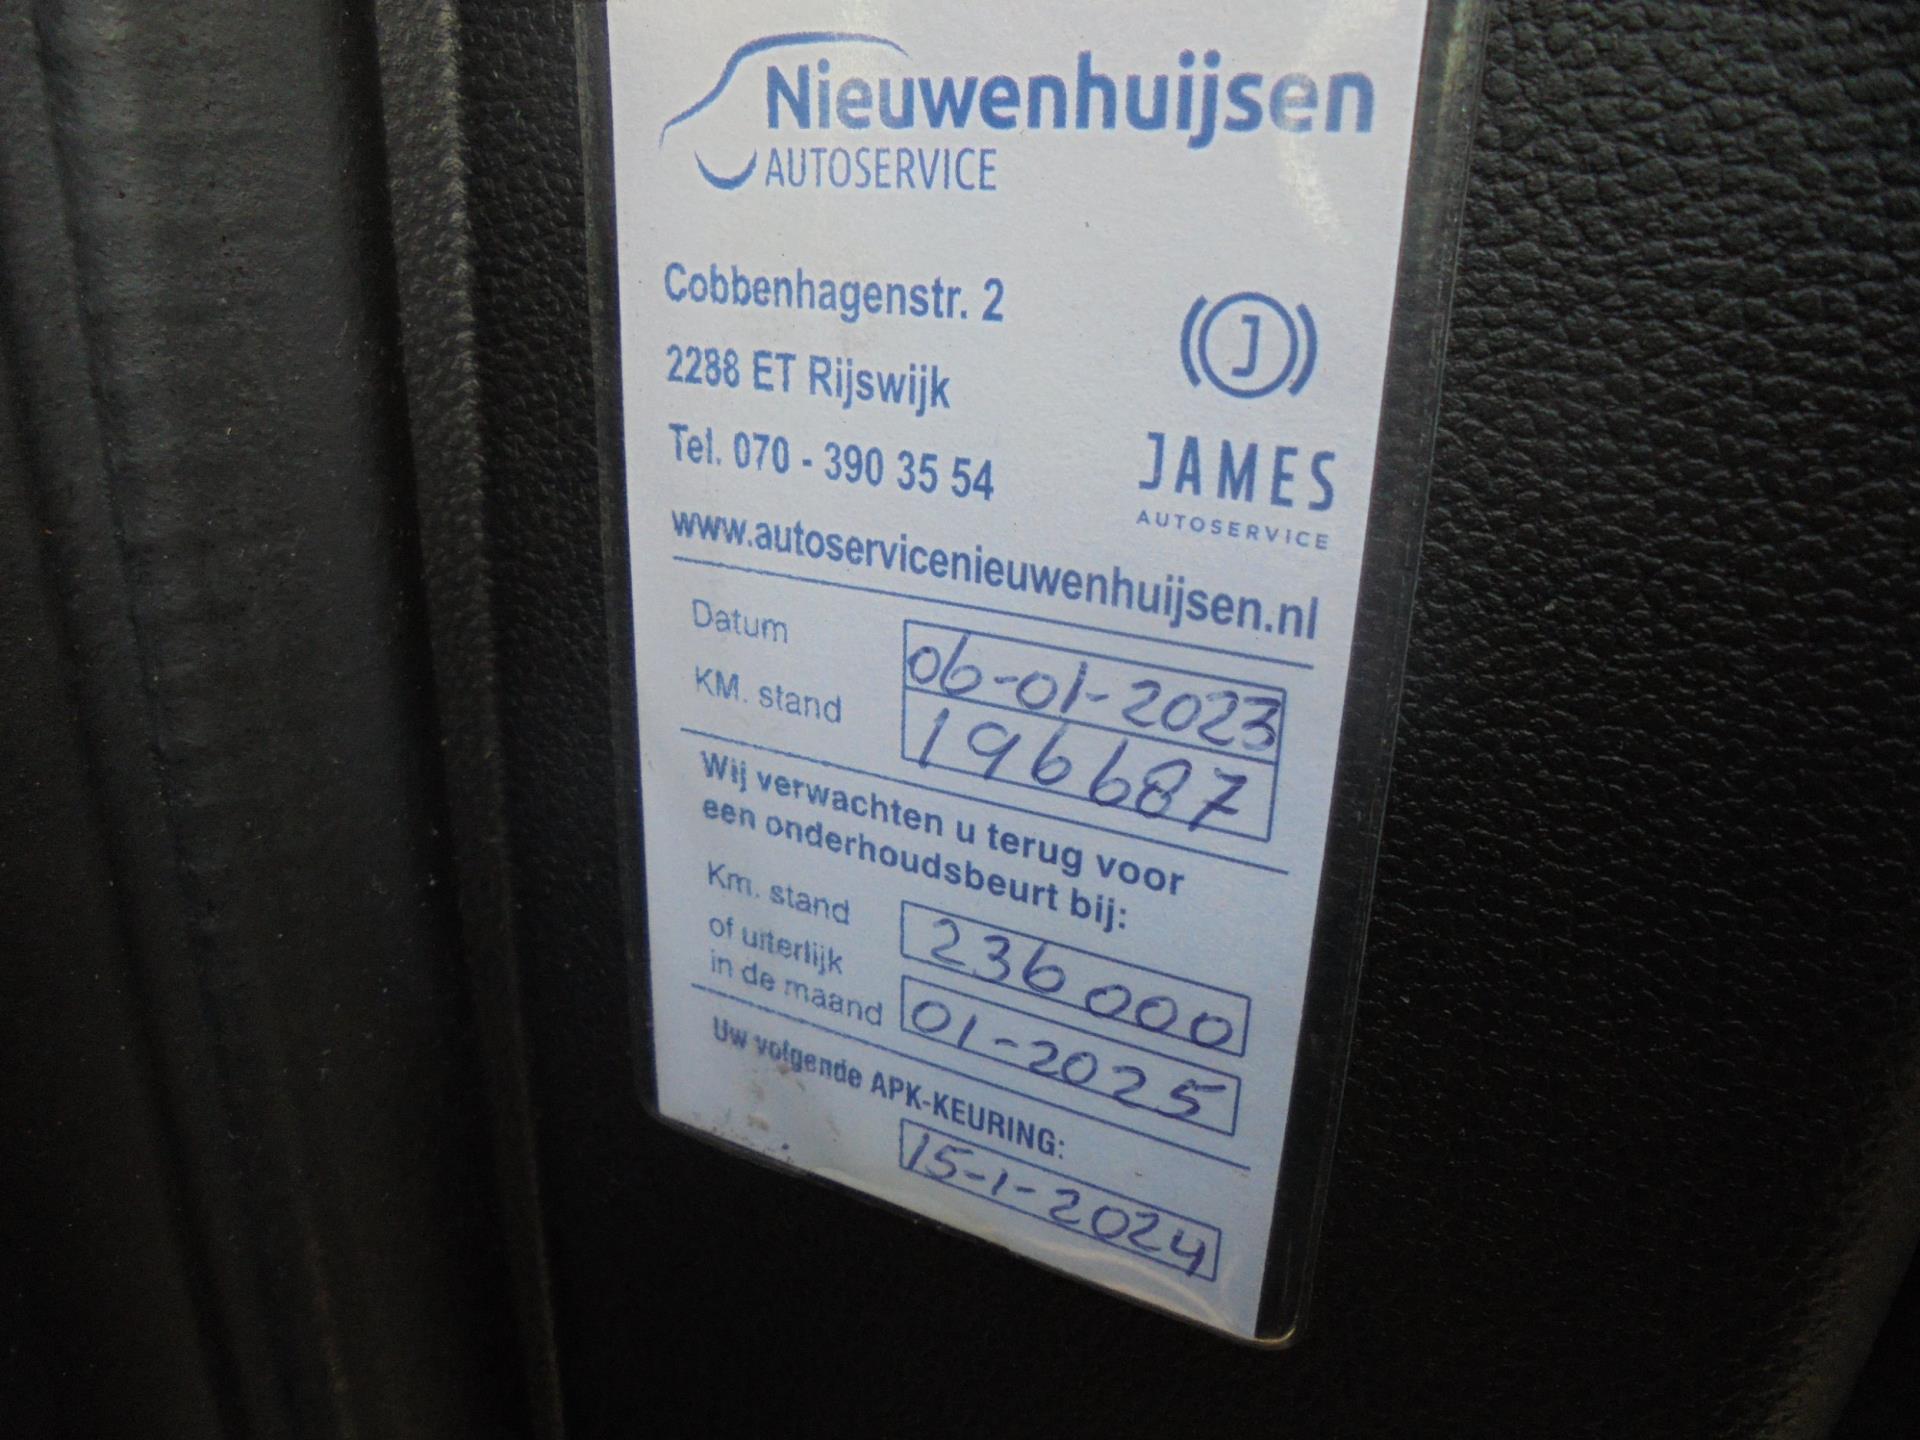 Nieuwenhuijsen
AUTOSERVICE
Cobbenhagenstr. 2
2288 ET Rijswijk
Tel. 070 - 390 35 54
J
JAMES
AUTOSERVICE
www.autoservicenieuwenhuijsen.nl
Datum 06-01-2023
KM. stand 196687
Wij verwachten u terug voor
een onderhoudsbeurt bij:
Km. stand 236000
of uiterlijk
in de maand 01-2025
Uw volgende APK-KEURING:
15-1-2024